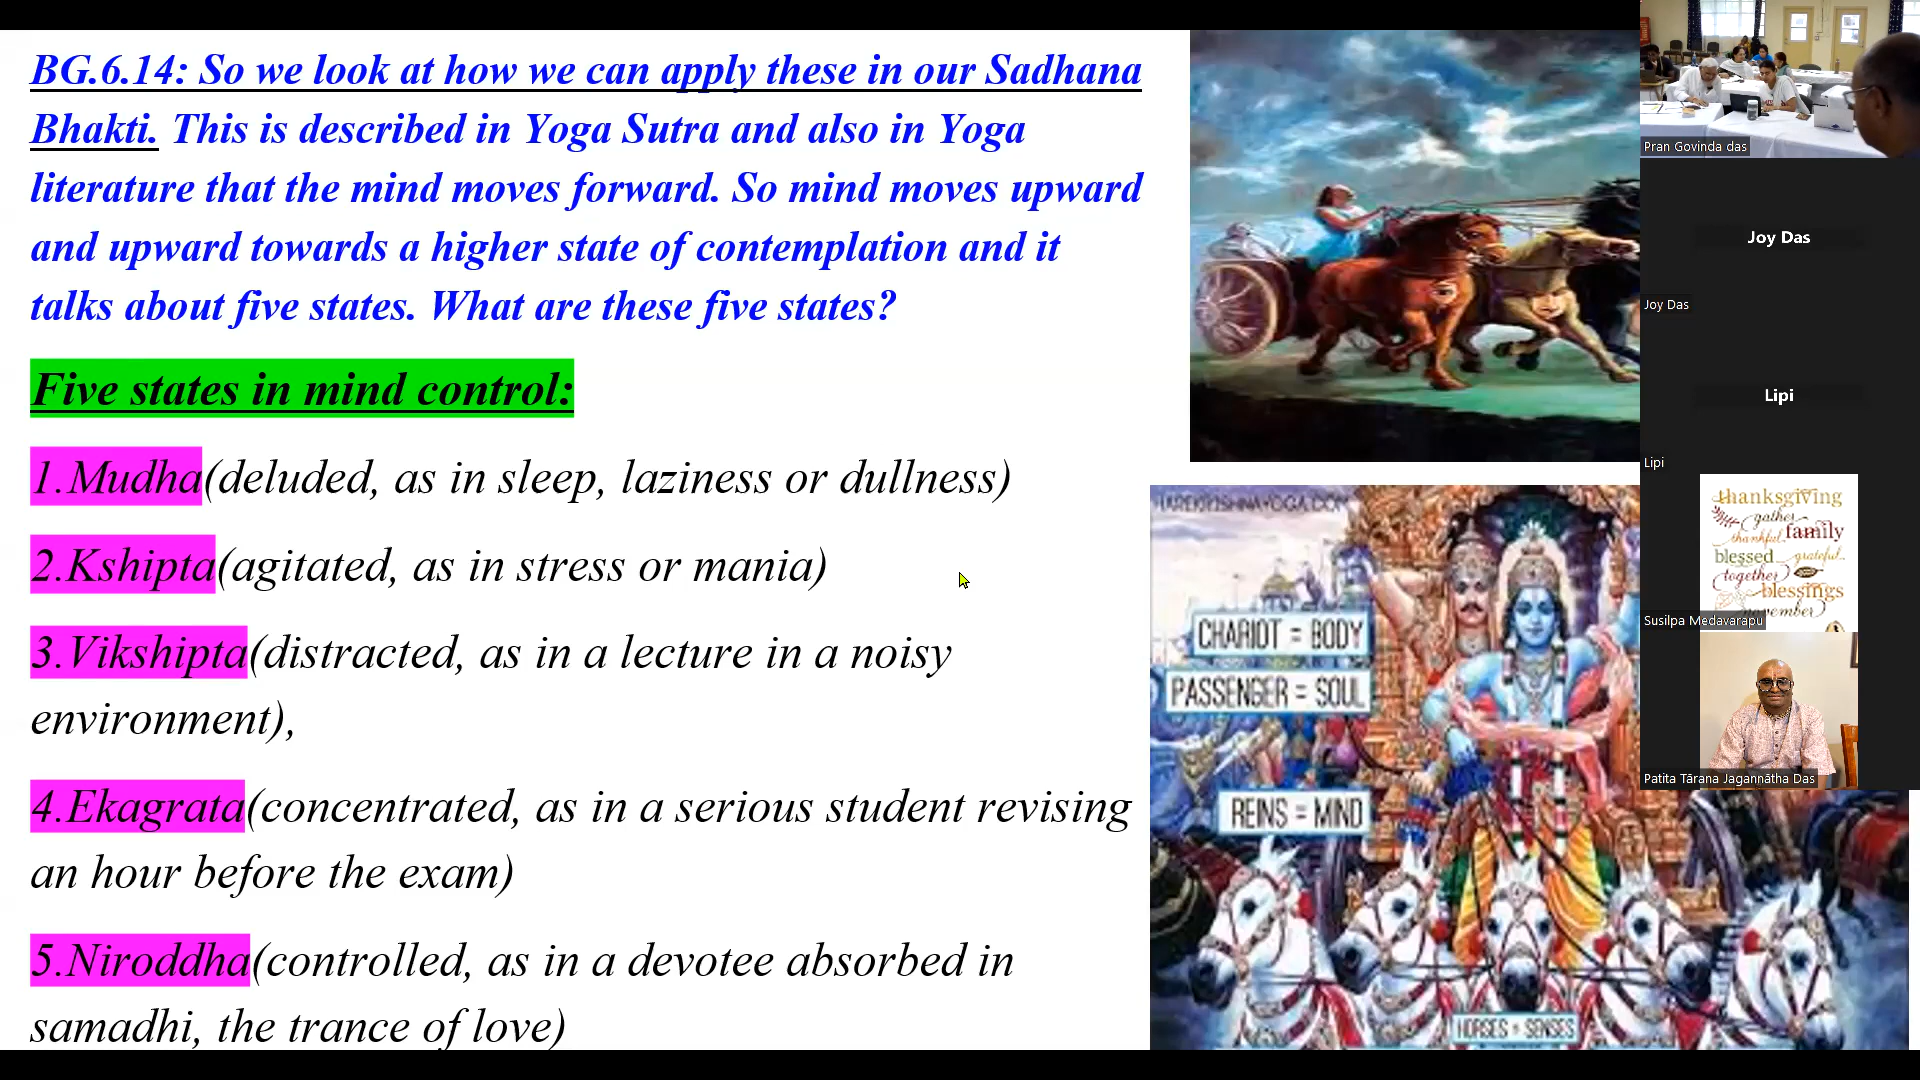 BG.6.14: So we look at how we can apply these in our Sadhana
Bhakti. This is described in Yoga Sutra and also in Yoga
literature that the mind moves forward. So mind moves upward
and upward towards a higher state of contemplation and it
talks about five states. What are these five states?
Five states in mind control:
1.Mudha(deluded, as in sleep, laziness or dullness)
2.Kshipta(agitated, as in stress or mania)
3.Vikshipta(distracted, as in a lecture in a noisy
environment),
4.Ekagrata(concentrated, as in a serious student revising
an hour before the exam)
5.Niroddha(controlled, as in a devotee absorbed in
samadhi, the trance of love)
HAREKRISHNAYOGA.COM
CHARIOT = BODY
PASSENGER = SOUL
REINS = MIND
HORSES = SENSES
Pran Govinda das
Joy Das
Joy Das
Lipi
Lipi
thanksgiving
gather
thankful family
blessed grateful
together
blessings
november
Susilpa Medavarapu
Patita Tārana Jagannātha Das